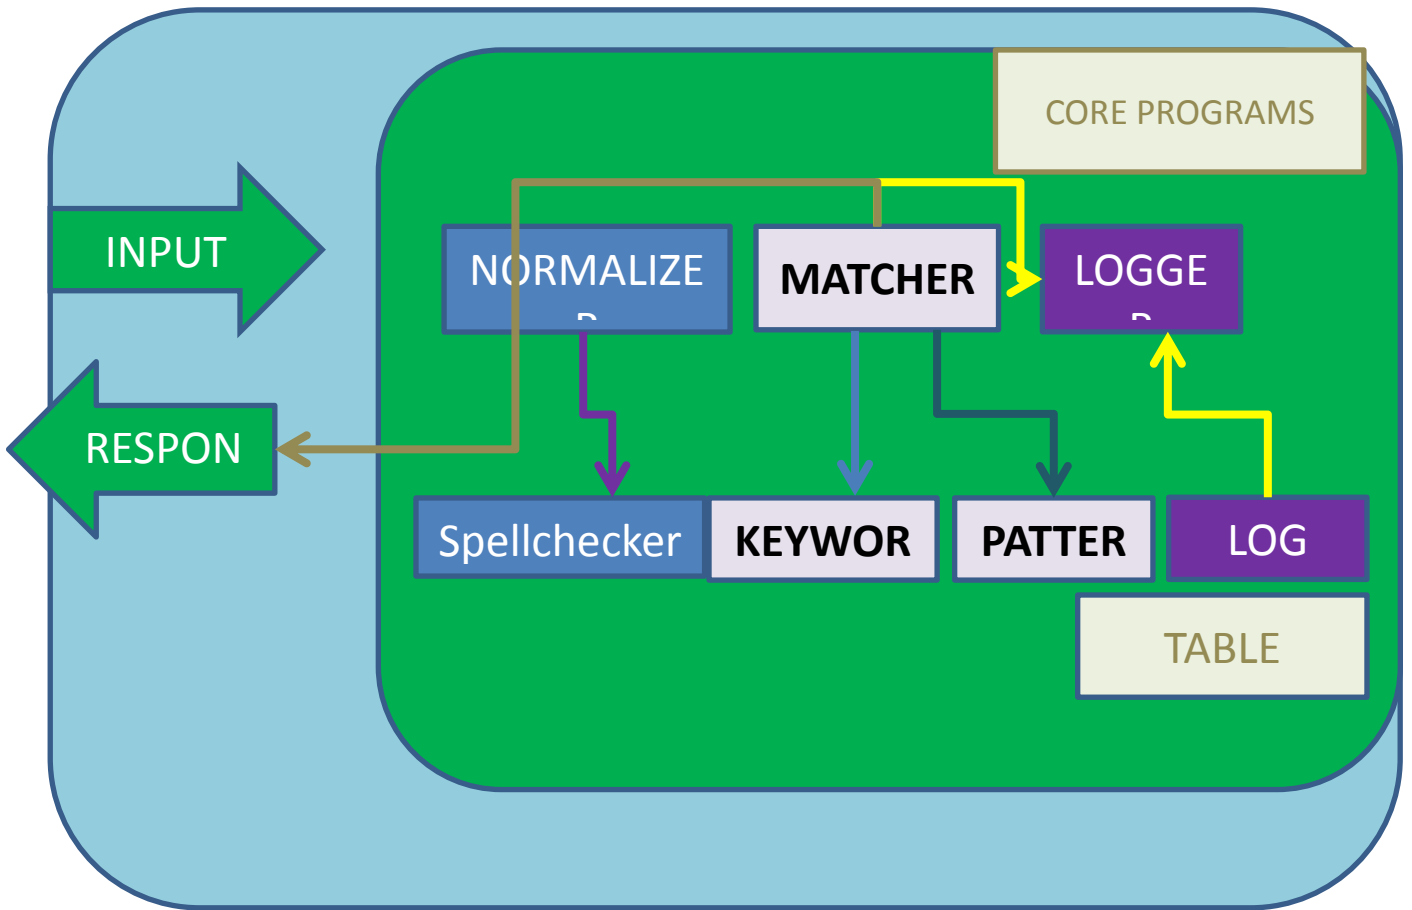 CORE PROGRAMS
INPUT
NORMALIZE
R
MATCHER
LOGGE
R
RESPON
Spellchecker
KEYWOR
PATTER
LOG
TABLE